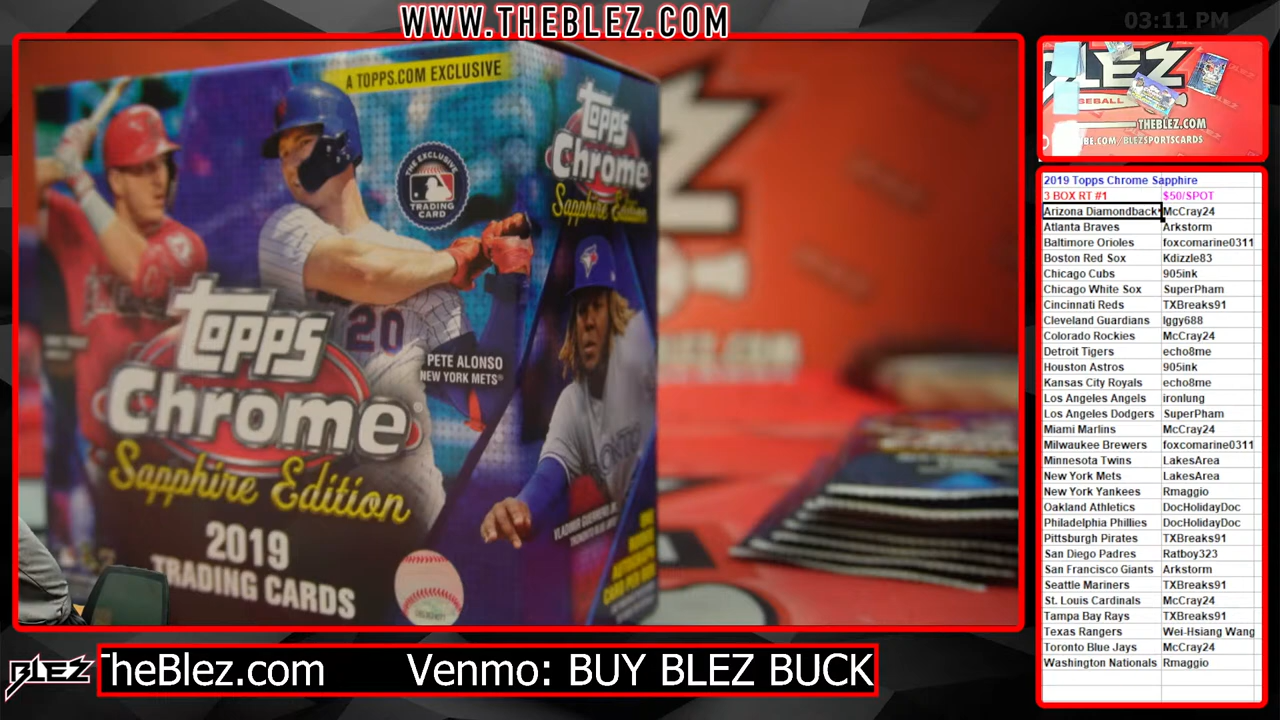 WWW.THEBLEZ.COM
03:11 PM
A TOPPS.COM EXCLUSIVE
Topps
Chrome
Sapphire Edition
THE EXCLUSIVE
TRADING
CARD
20
PETE ALONSO
NEW YORK METS®
Topps
Chrome®
Sapphire Edition
2019
TRADING CARDS
BLEZ
BASEBALL
THEBLEZ.COM
BE.COM/BLEZSPORTSCARDS
2019 Topps Chrome Sapphire
3 BOX RT #1 $50/SPOT
Arizona Diamondback McCray24
Atlanta Braves Arkstorm
Baltimore Orioles foxcomarine0311
Boston Red Sox Kdizzle83
Chicago Cubs 905ink
Chicago White Sox SuperPham
Cincinnati Reds TXBreaks91
Cleveland Guardians Iggy688
Colorado Rockies McCray24
Detroit Tigers echo8me
Houston Astros 905ink
Kansas City Royals echo8me
Los Angeles Angels ironlung
Los Angeles Dodgers SuperPham
Miami Marlins McCray24
Milwaukee Brewers foxcomarine0311
Minnesota Twins LakesArea
New York Mets LakesArea
New York Yankees Rmaggio
Oakland Athletics DocHolidayDoc
Philadelphia Phillies DocHolidayDoc
Pittsburgh Pirates TXBreaks91
San Diego Padres Ratboy323
San Francisco Giants Arkstorm
Seattle Mariners TXBreaks91
St. Louis Cardinals McCray24
Tampa Bay Rays TXBreaks91
Texas Rangers Wei-Hsiang Wang
Toronto Blue Jays McCray24
Washington Nationals Rmaggio
BLEZ
TheBlez.com Venmo: BUY BLEZ BUCK